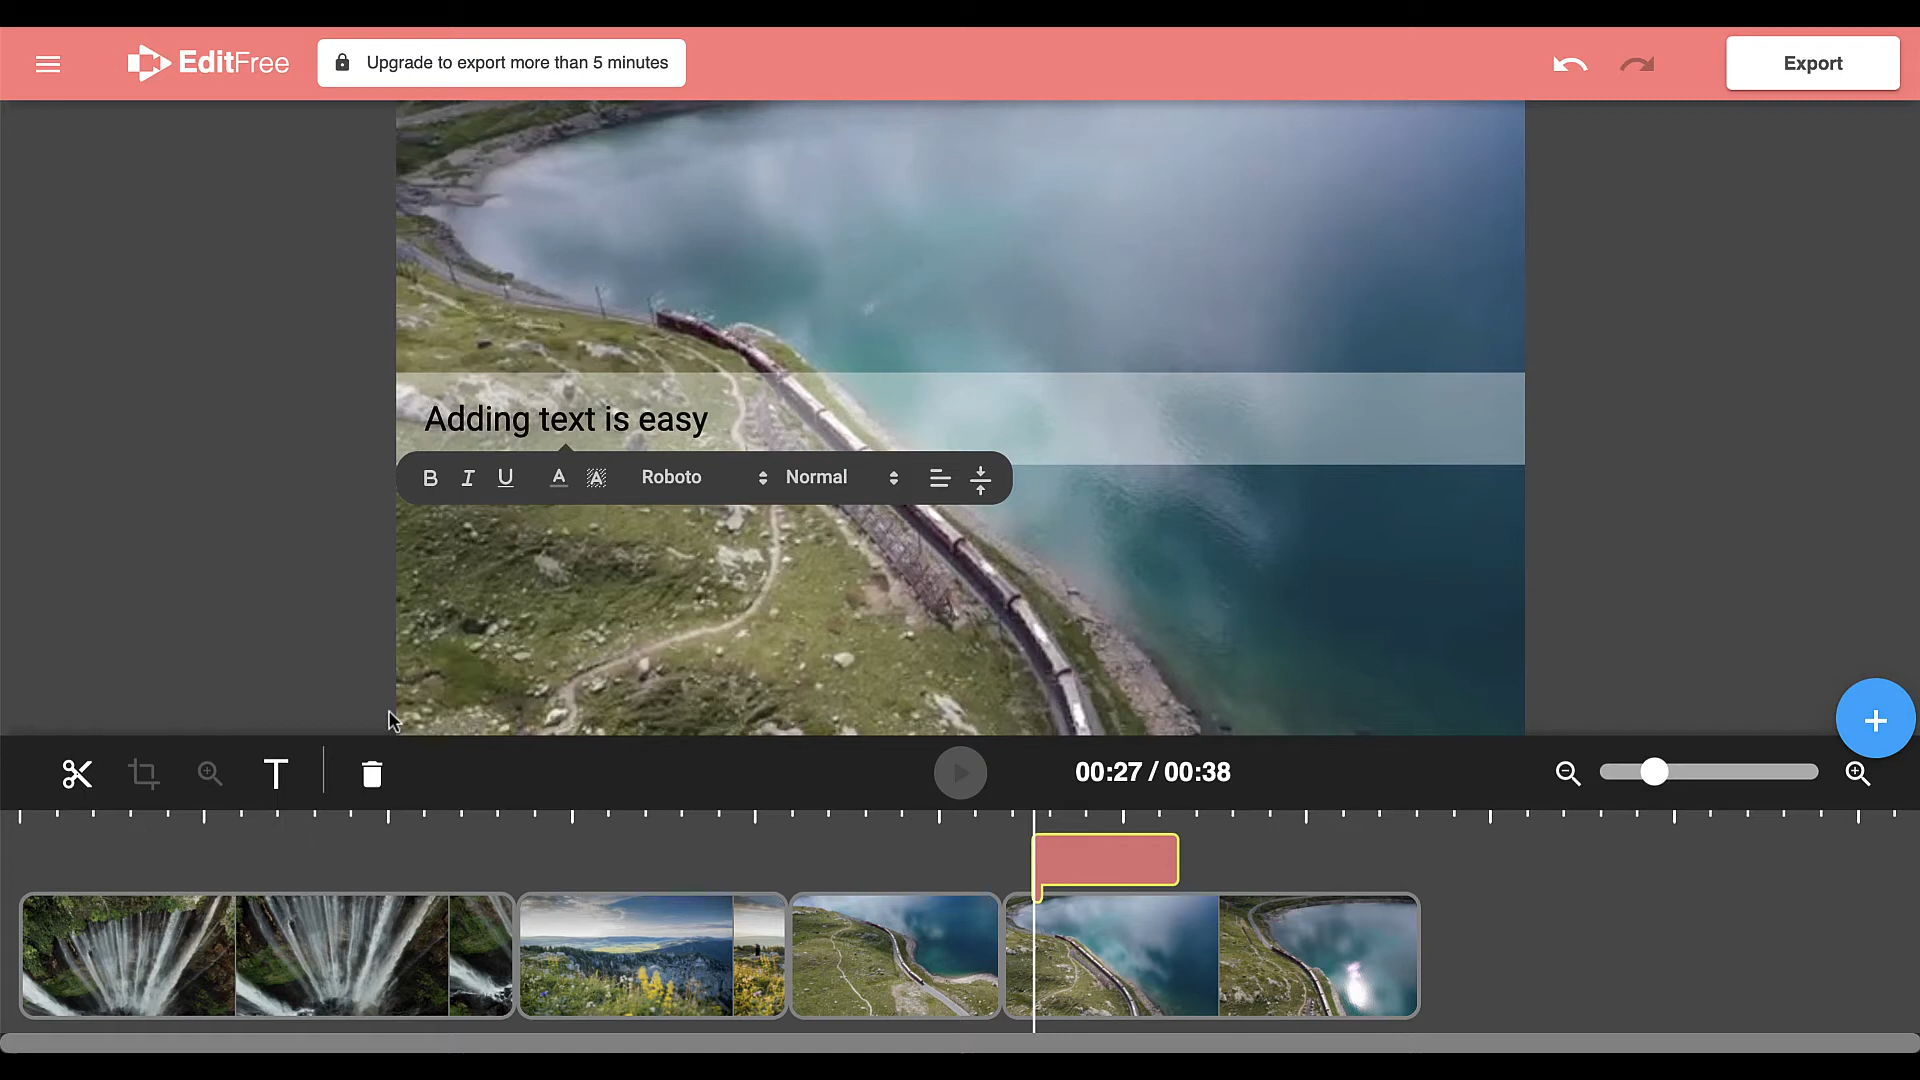 EditFree
Upgrade to export more than 5 minutes
Export
Adding text is easy
B I U A A Roboto Normal
T
00:27 / 00:38